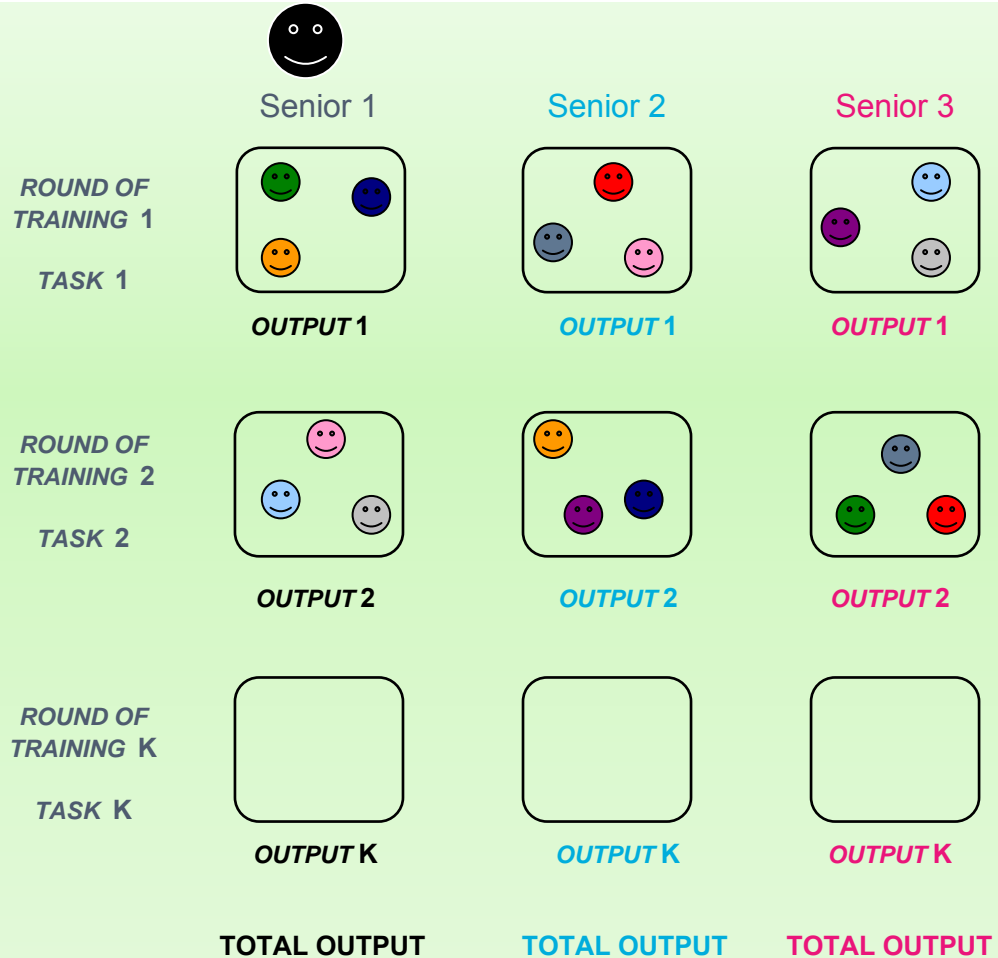 Senior 1 Senior 2 Senior 3
ROUND OF
TRAINING 1
TASK 1
OUTPUT 1 OUTPUT 1 OUTPUT 1
ROUND OF
TRAINING 2
TASK 2
OUTPUT 2 OUTPUT 2 OUTPUT 2
ROUND OF
TRAINING K
TASK K
OUTPUT K OUTPUT K OUTPUT K
TOTAL OUTPUT TOTAL OUTPUT TOTAL OUTPUT